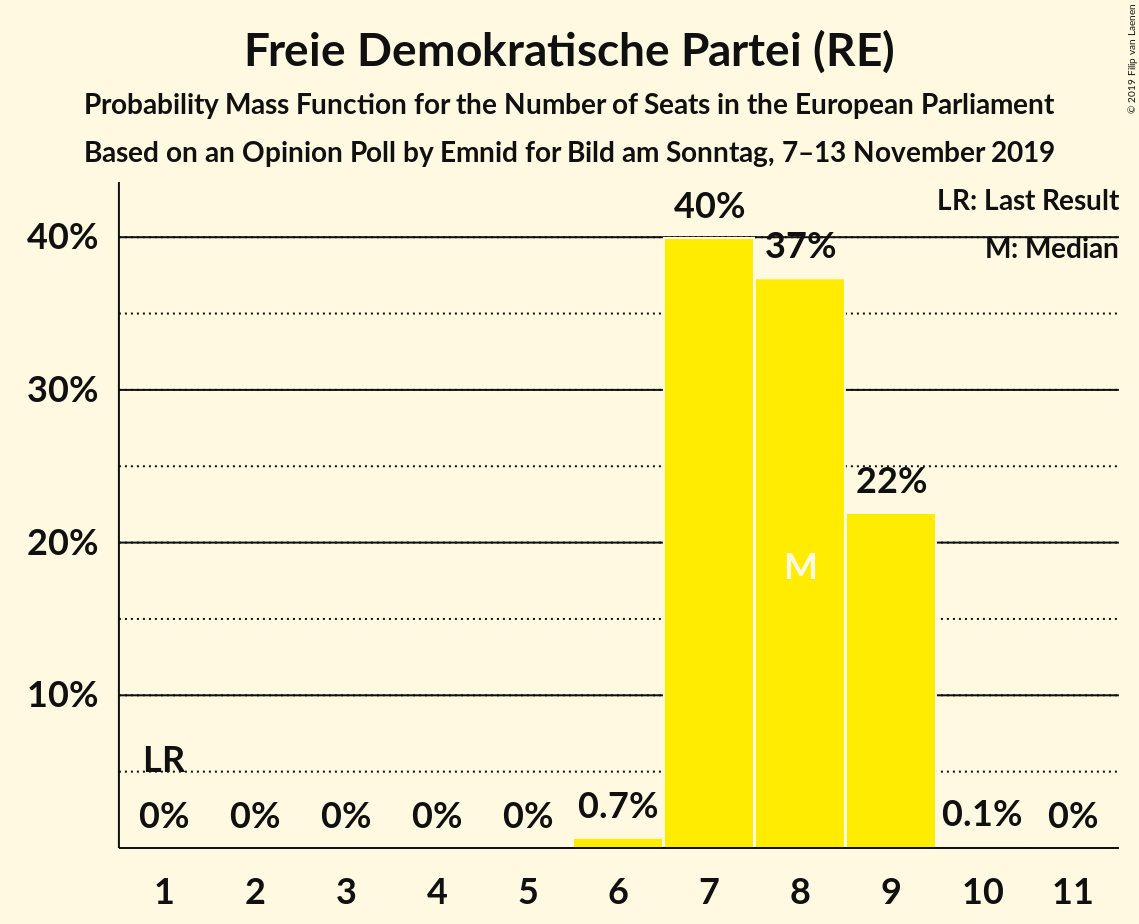 Freie Demokratische Partei (RE)
Probability Mass Function for the Number of Seats in the European Parliament
Based on an Opinion Poll by Emnid for Bild am Sonntag, 7–13 November 2019
© 2019 Filip van Laenen
LR: Last Result
M: Median
40%
30%
20%
10%
LR
0% 0% 0% 0% 0% 0.7% 40% 37% 22% 0.1% 0%
M
1 2 3 4 5 6 7 8 9 10 11